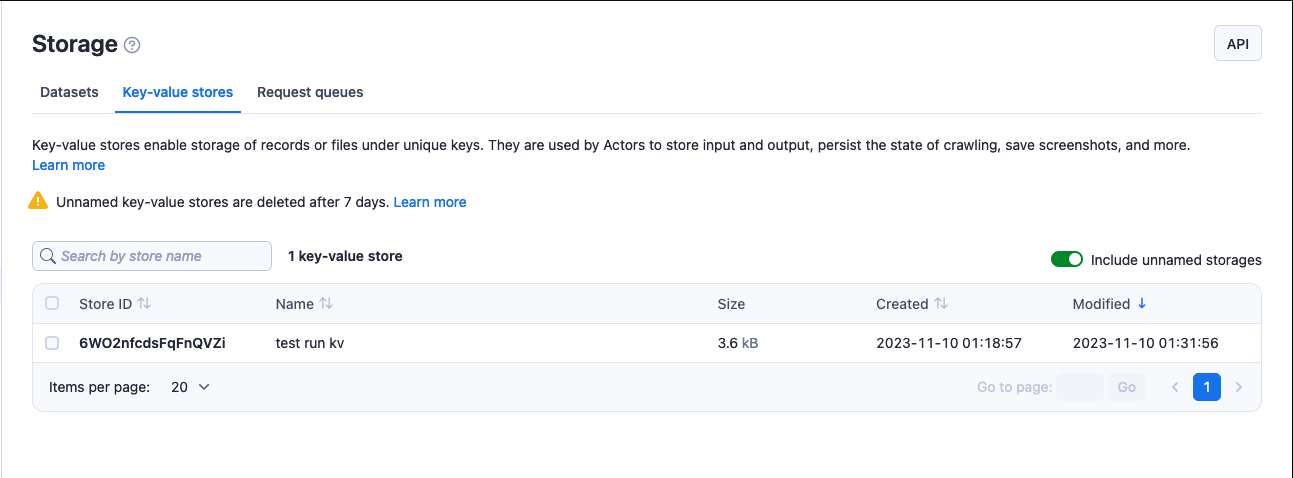 Storage
API
Datasets Key-value stores Request queues
Key-value stores enable storage of records or files under unique keys. They are used by Actors to store input and output, persist the state of crawling, save screenshots, and more.
Learn more
Unnamed key-value stores are deleted after 7 days. Learn more
Search by store name 1 key-value store Include unnamed storages
Store ID Name Size Created Modified
6WO2nfcdsFqFnQVZi test run kv 3.6 kB 2023-11-10 01:18:57 2023-11-10 01:31:56
Items per page: 20 Go to page: Go 1